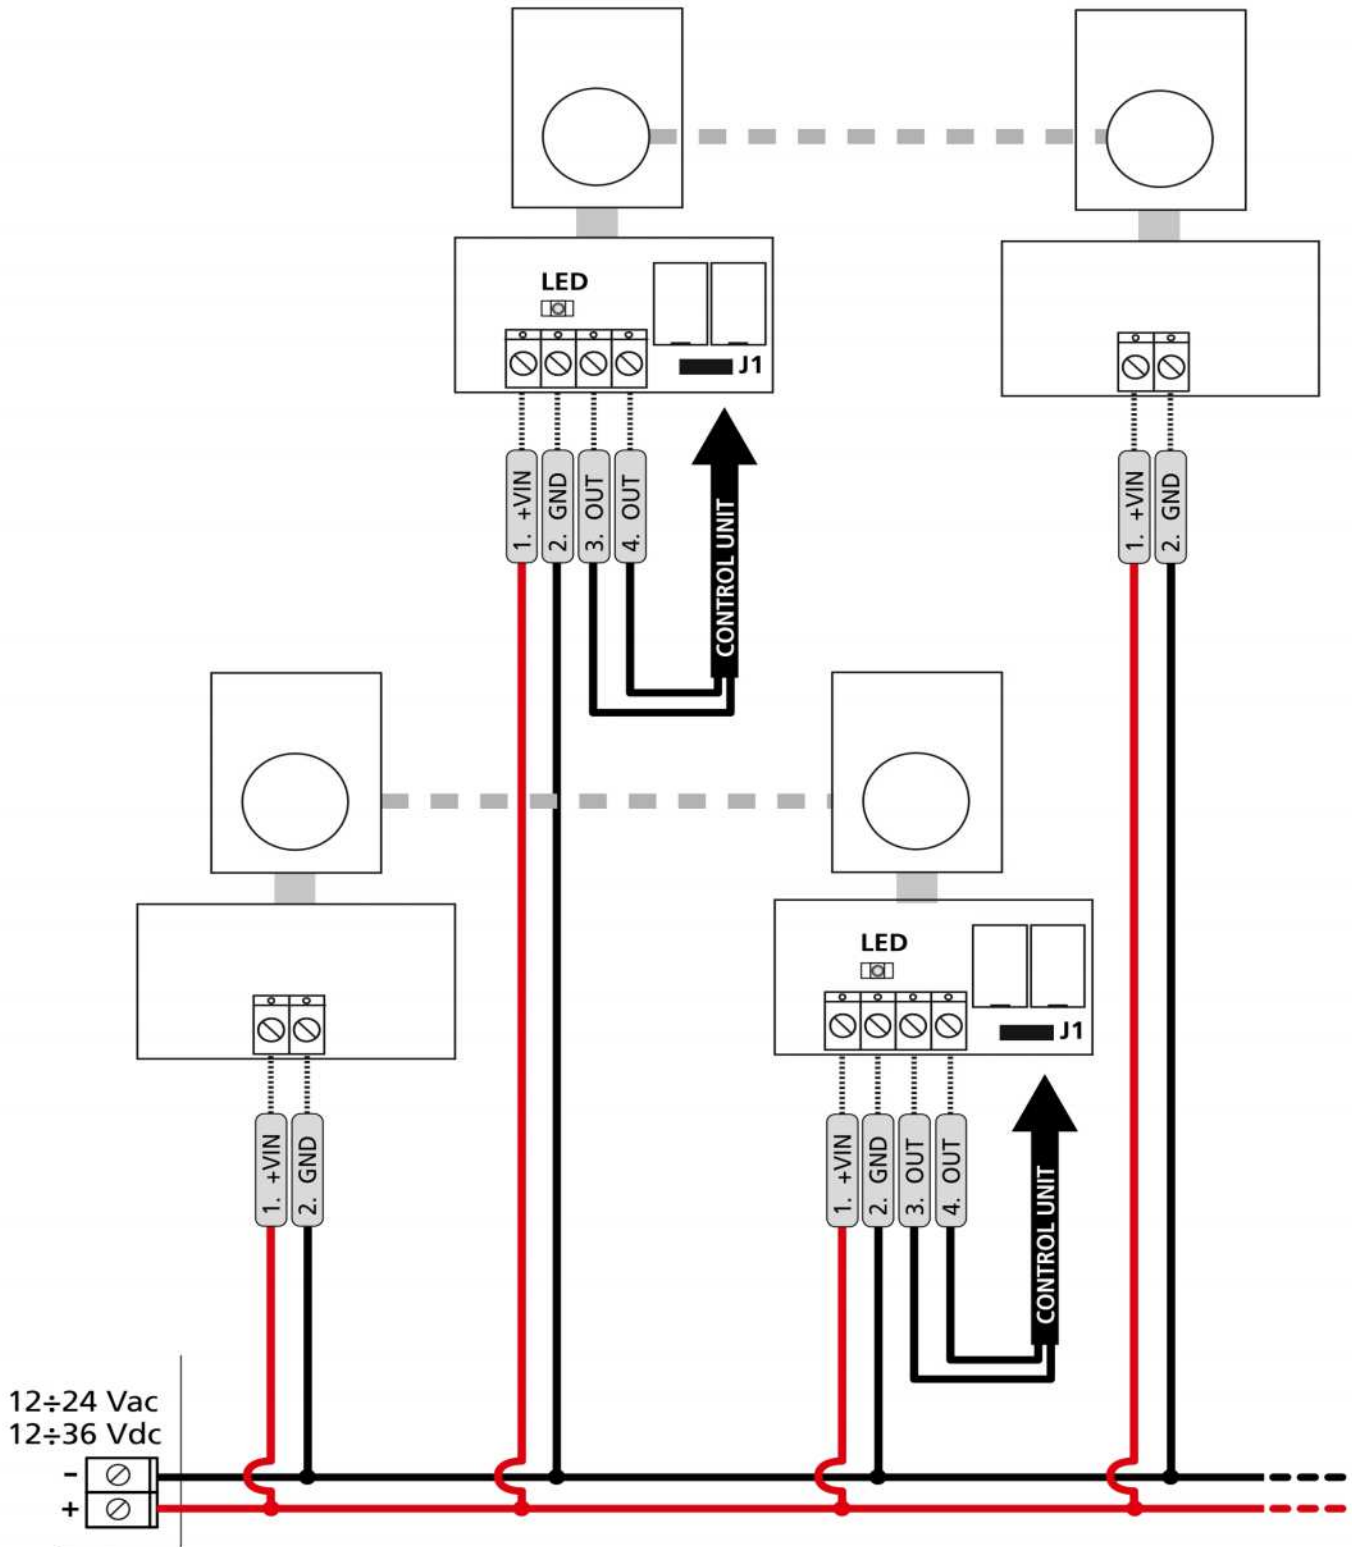 LED
J1
1. +VIN
2. GND
3. OUT
4. OUT
CONTROL UNIT
1. +VIN
2. GND
LED
J1
1. +VIN
2. GND
1. +VIN
2. GND
3. OUT
4. OUT
CONTROL UNIT
12÷24 Vac
12÷36 Vdc
-
+